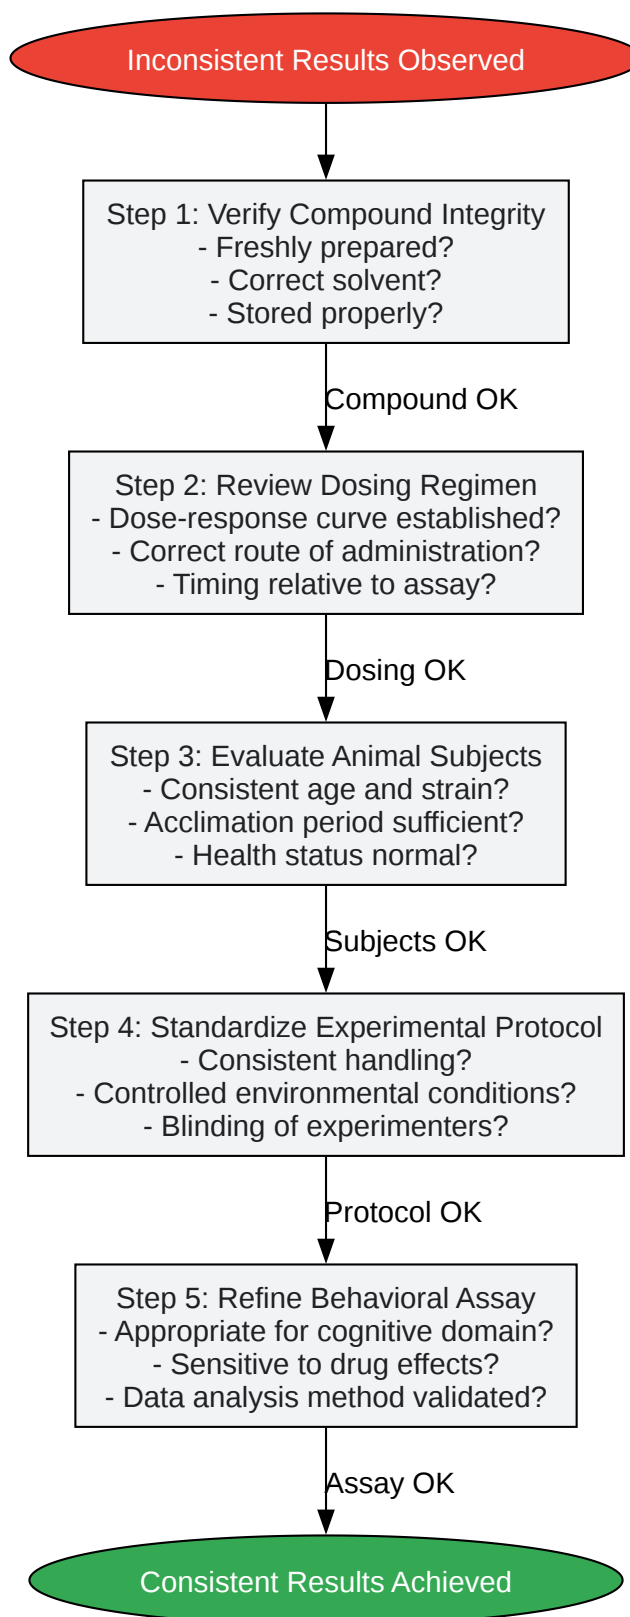 Inconsistent Results Observed
Step 1: Verify Compound Integrity
- Freshly prepared?
- Correct solvent?
- Stored properly?
Compound OK
Step 2: Review Dosing Regimen
- Dose-response curve established?
- Correct route of administration?
- Timing relative to assay?
Dosing OK
Step 3: Evaluate Animal Subjects
- Consistent age and strain?
- Acclimation period sufficient?
- Health status normal?
Subjects OK
Step 4: Standardize Experimental Protocol
- Consistent handling?
- Controlled environmental conditions?
- Blinding of experimenters?
Protocol OK
Step 5: Refine Behavioral Assay
- Appropriate for cognitive domain?
- Sensitive to drug effects?
- Data analysis method validated?
Assay OK
Consistent Results Achieved